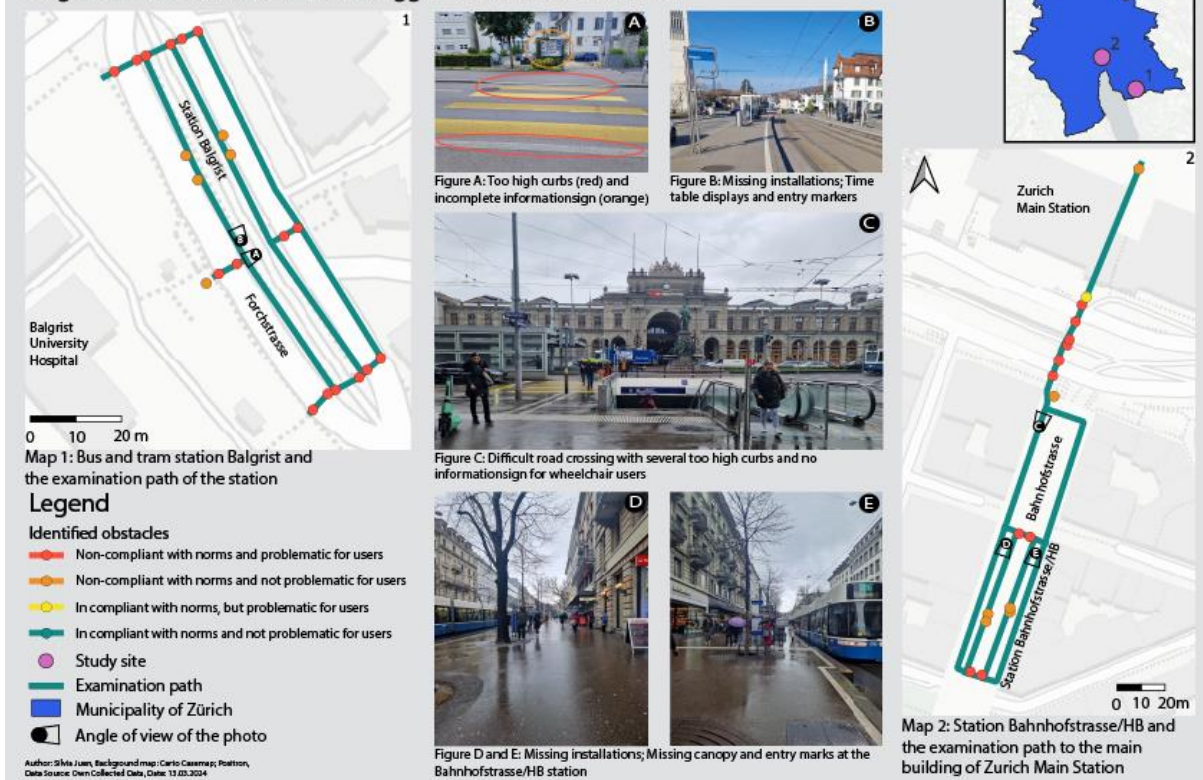 1
Station Balgrist
Forchstrasse
Balgrist
University
Hospital
B
A
0 10 20 m
Map 1: Bus and tram station Balgrist and
the examination path of the station
Legend
Identified obstacles
Non-compliant with norms and problematic for users
Non-compliant with norms and not problematic for users
In compliant with norms, but problematic for users
In compliant with norms and not problematic for users
Study site
Examination path
Municipality of Zürich
Angle of view of the photo
Author: Silvia Juen, Background map: Carto Basemap; Positron,
Data Source: Own Collected Data, Date: 13.03.2024
A
Figure A: Too high curbs (red) and
incomplete informationsign (orange)
B
Figure B: Missing installations; Time
table displays and entry markers
C
Figure C: Difficult road crossing with several too high curbs and no
informationsign for wheelchair users
D
E
Figure D and E: Missing installations; Missing canopy and entry marks at the
Bahnhofstrasse/HB station
2
1
2
Zurich
Main Station
C
Bahnhofstrasse
D
E
Station Bahnhofstrasse/HB
0 10 20m
Map 2: Station Bahnhofstrasse/HB and
the examination path to the main
building of Zurich Main Station